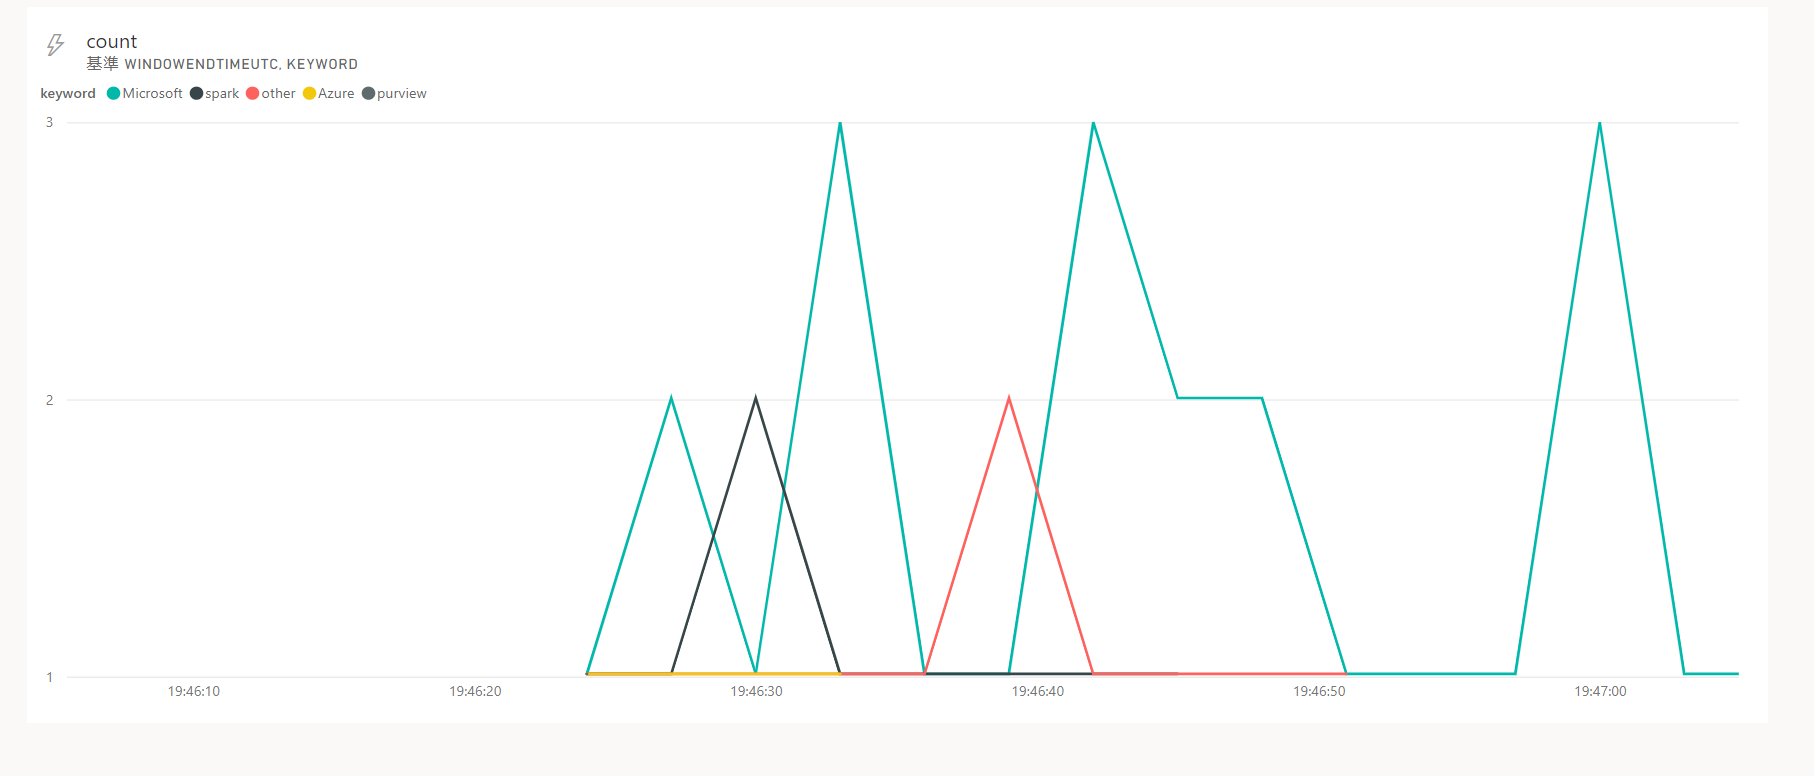 count
基準 WINDOWENDTIMEUTC, KEYWORD
keyword Microsoft spark other Azure purview
3
2
1
19:46:10 19:46:20 19:46:30 19:46:40 19:46:50 19:47:00